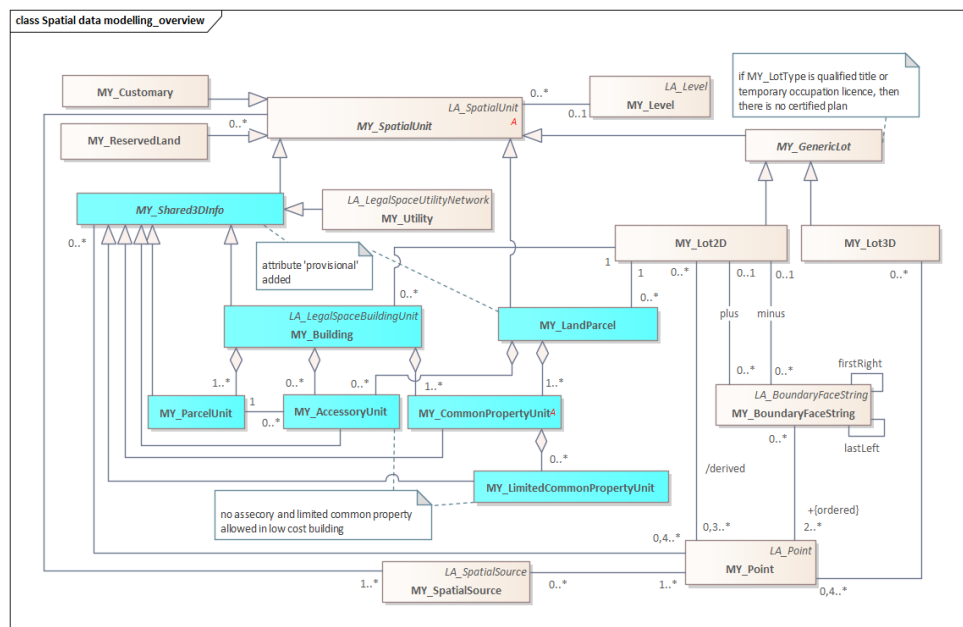 class Spatial data modelling_overview
if MY_LotType is qualified title or
temporary occupation licence, then
there is no certified plan
MY_Customary
LA_SpatialUnit
MY_SpatialUnit
A
0..*
0..1
LA_Level
MY_Level
0..*
MY_ReservedLand
MY_GenericLot
MY_Shared3DInfo
LA_LegalSpaceUtilityNetwork
MY_Utility
MY_Lot2D
MY_Lot3D
0..*
attribute 'provisional'
added
1
1
0..*
0..1
0..1
0..*
0..*
0..*
plus
minus
LA_LegalSpaceBuildingUnit
MY_Building
MY_LandParcel
firstRight
1..*
0..*
0..*
1..*
1..*
0..*
0..*
MY_ParcelUnit
1
0..*
MY_AccessoryUnit
MY_CommonPropertyUnit
A
LA_BoundaryFaceString
MY_BoundaryFaceString
0..*
lastLeft
0..*
/derived
MY_LimitedCommonPropertyUnit
no assecory and limited common property
allowed in low cost building
+{ordered}
0,3..*
2..*
0,4..*
LA_Point
MY_Point
LA_SpatialSource
MY_SpatialSource
1..*
0..*
1..*
0,4..*